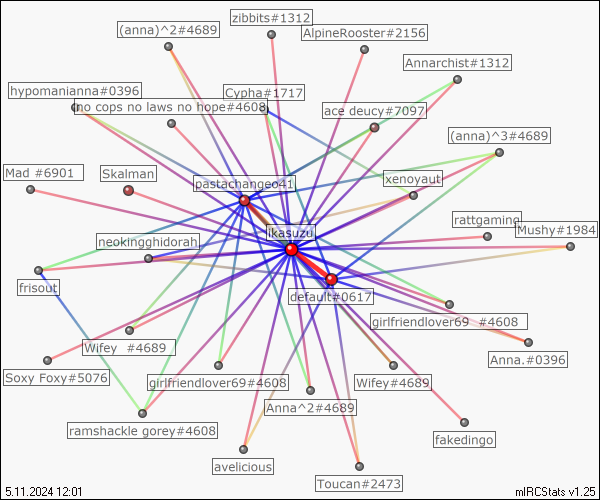 zibbits#1312
(anna)^2#4689
AlpineRooster#2156
Annarchist#1312
hypomanianna#0396
Cypha#1717
no cops no laws no hope#4608
ace deucy#7097
(anna)^3#4689
Mad #6901
Skalman
pastachangeo41
xenoyaut
rattgaming
Mushy#1984
ikasuzu
neokingghidorah
frisout
default#0617
girlfriendlover69 #4608
Wifey #4689
Anna.#0396
Soxy Foxy#5076
girlfriendlover69#4608
Wifey#4689
Anna^2#4689
ramshackle gorey#4608
fakedingo
avelicious
Toucan#2473
5.11.2024 12:01
mIRCStats v1.25